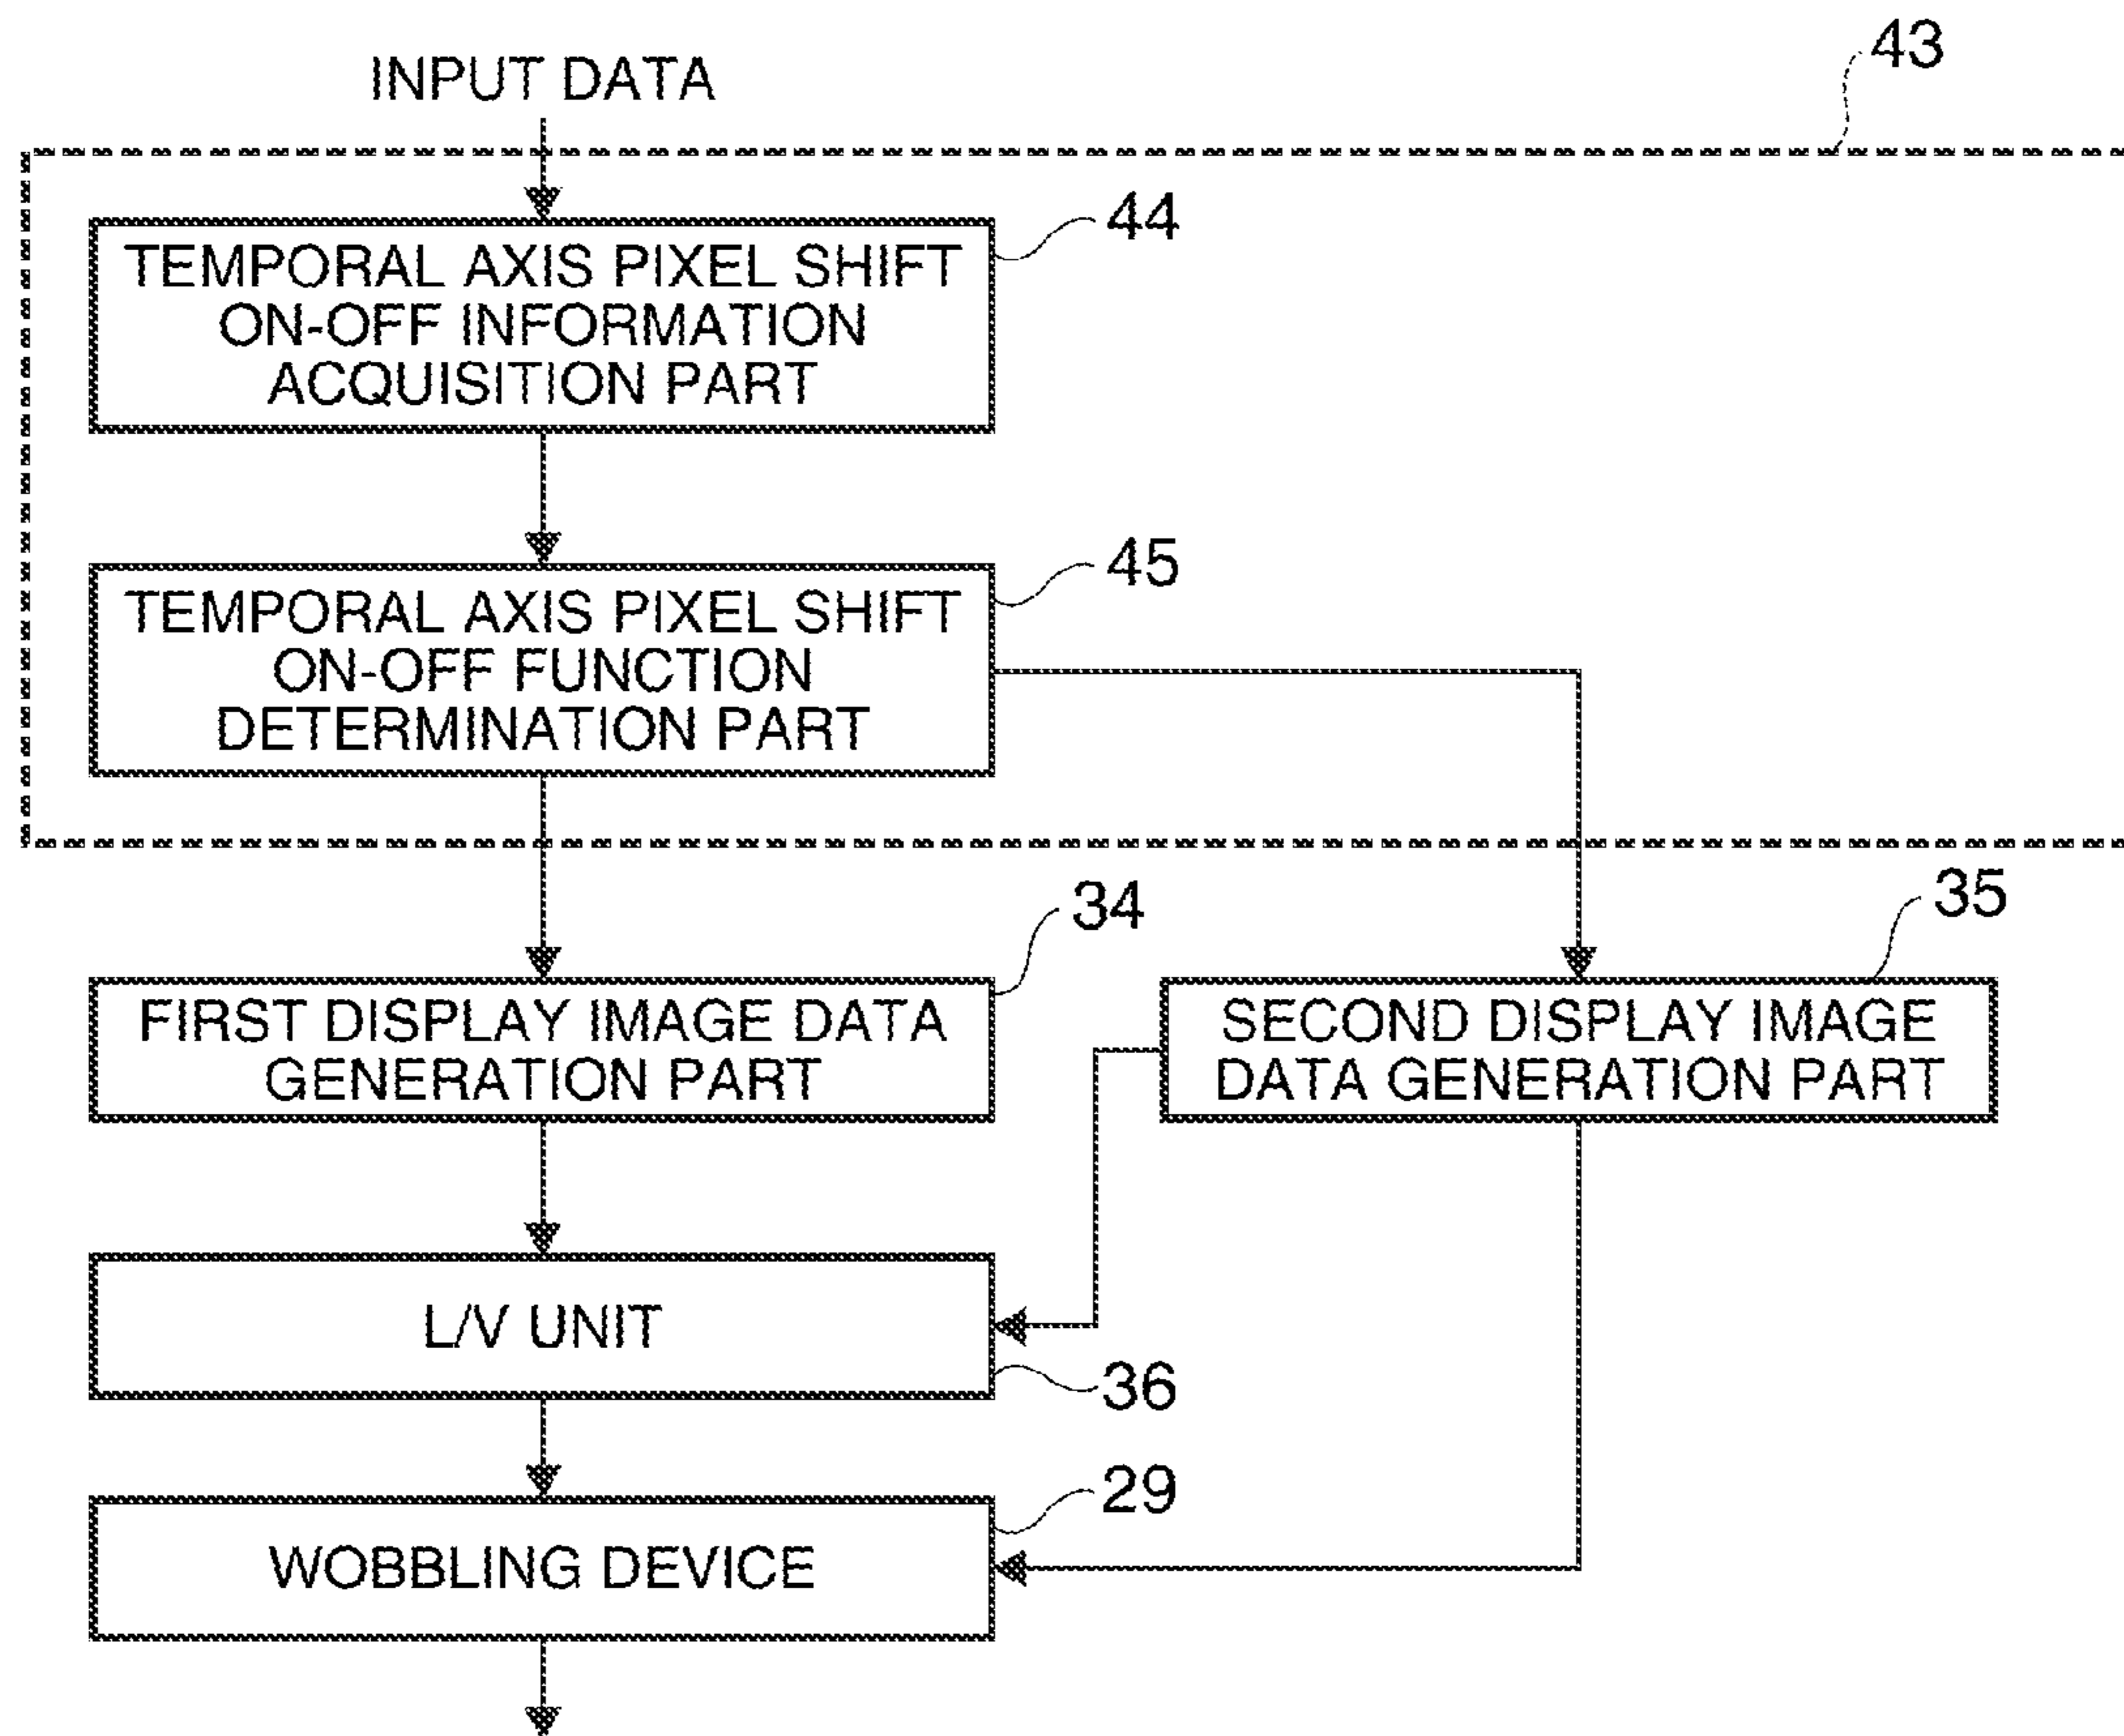 43
INPUT DATA
44
TEMPORAL AXIS PIXEL SHIFT
ON-OFF INFORMATION
ACQUISITION PART
45
TEMPORAL AXIS PIXEL SHIFT
ON-OFF FUNCTION
DETERMINATION PART
34
35
FIRST DISPLAY IMAGE DATA
GENERATION PART
SECOND DISPLAY IMAGE
DATA GENERATION PART
L/V UNIT
36
29
WOBBLING DEVICE